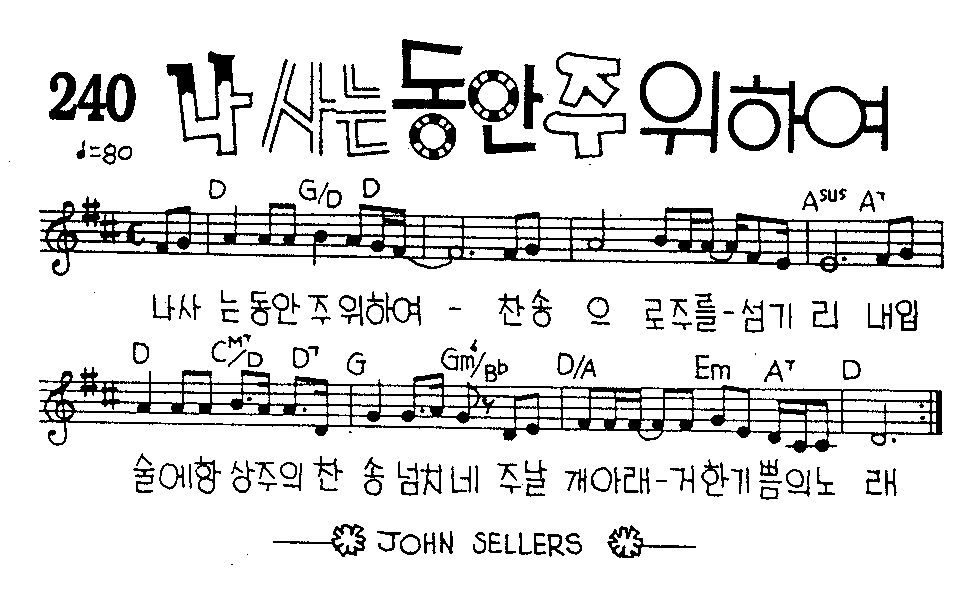 240 나 사는 동안 주 위하여
♩=80
D G/D D Asus A7
나사 는동안 주 위하여 - 찬송 으 로주를-섬기 리 내입
D CM7/D D7 G Gm6/Bb D/A Em A7 D
술에항 상주의 찬 송 넘치네 주날 개아래-거한기쁨의노 래
JOHN SELLERS